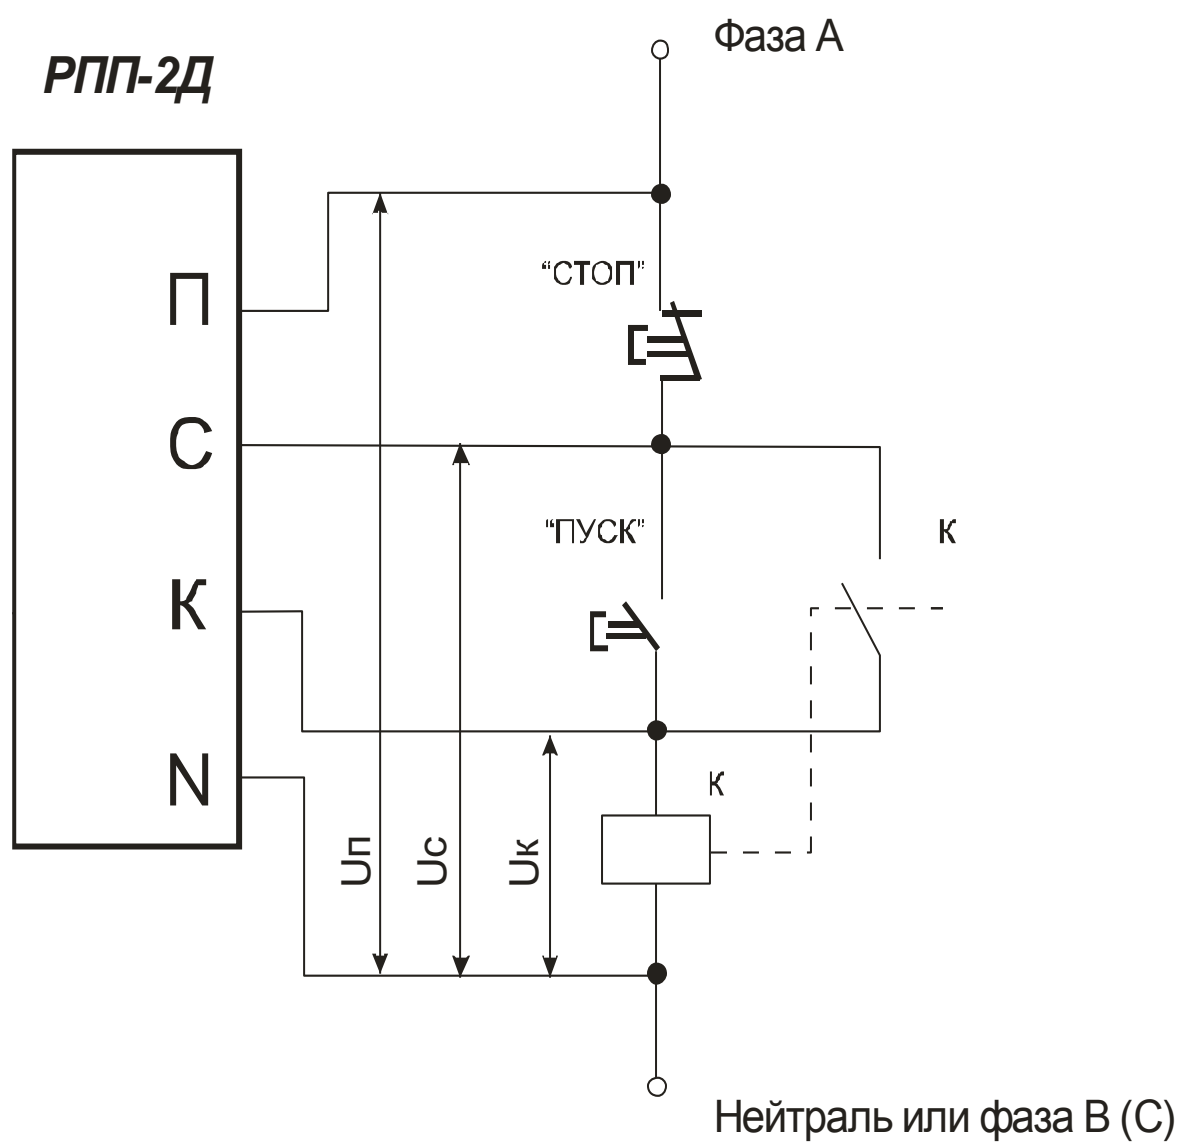 Фаза А
РПП-2Д
П
"СТОП"
С
"ПУСК"
К
К
N
К
Uп
Uс
Uк
Нейтраль или фаза В (С)